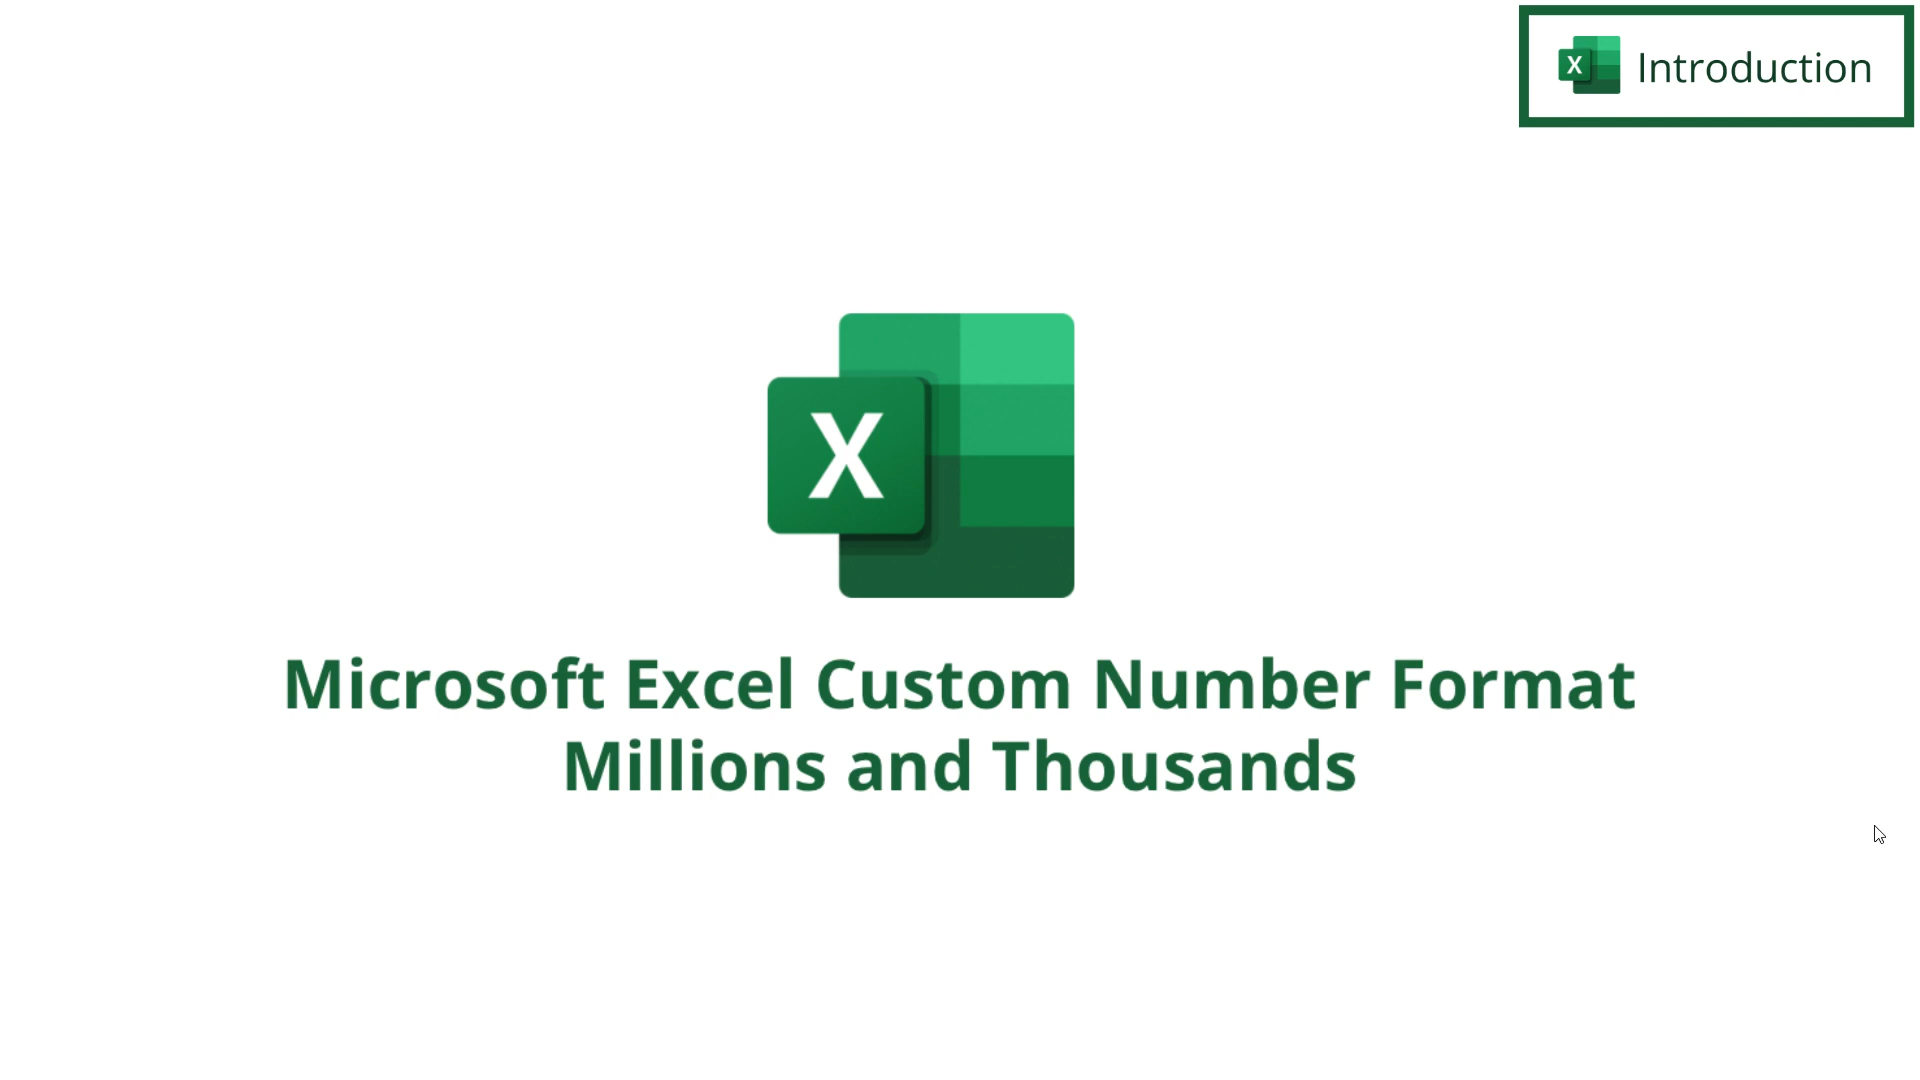 X Introduction
X
Microsoft Excel Custom Number Format
Millions and Thousands